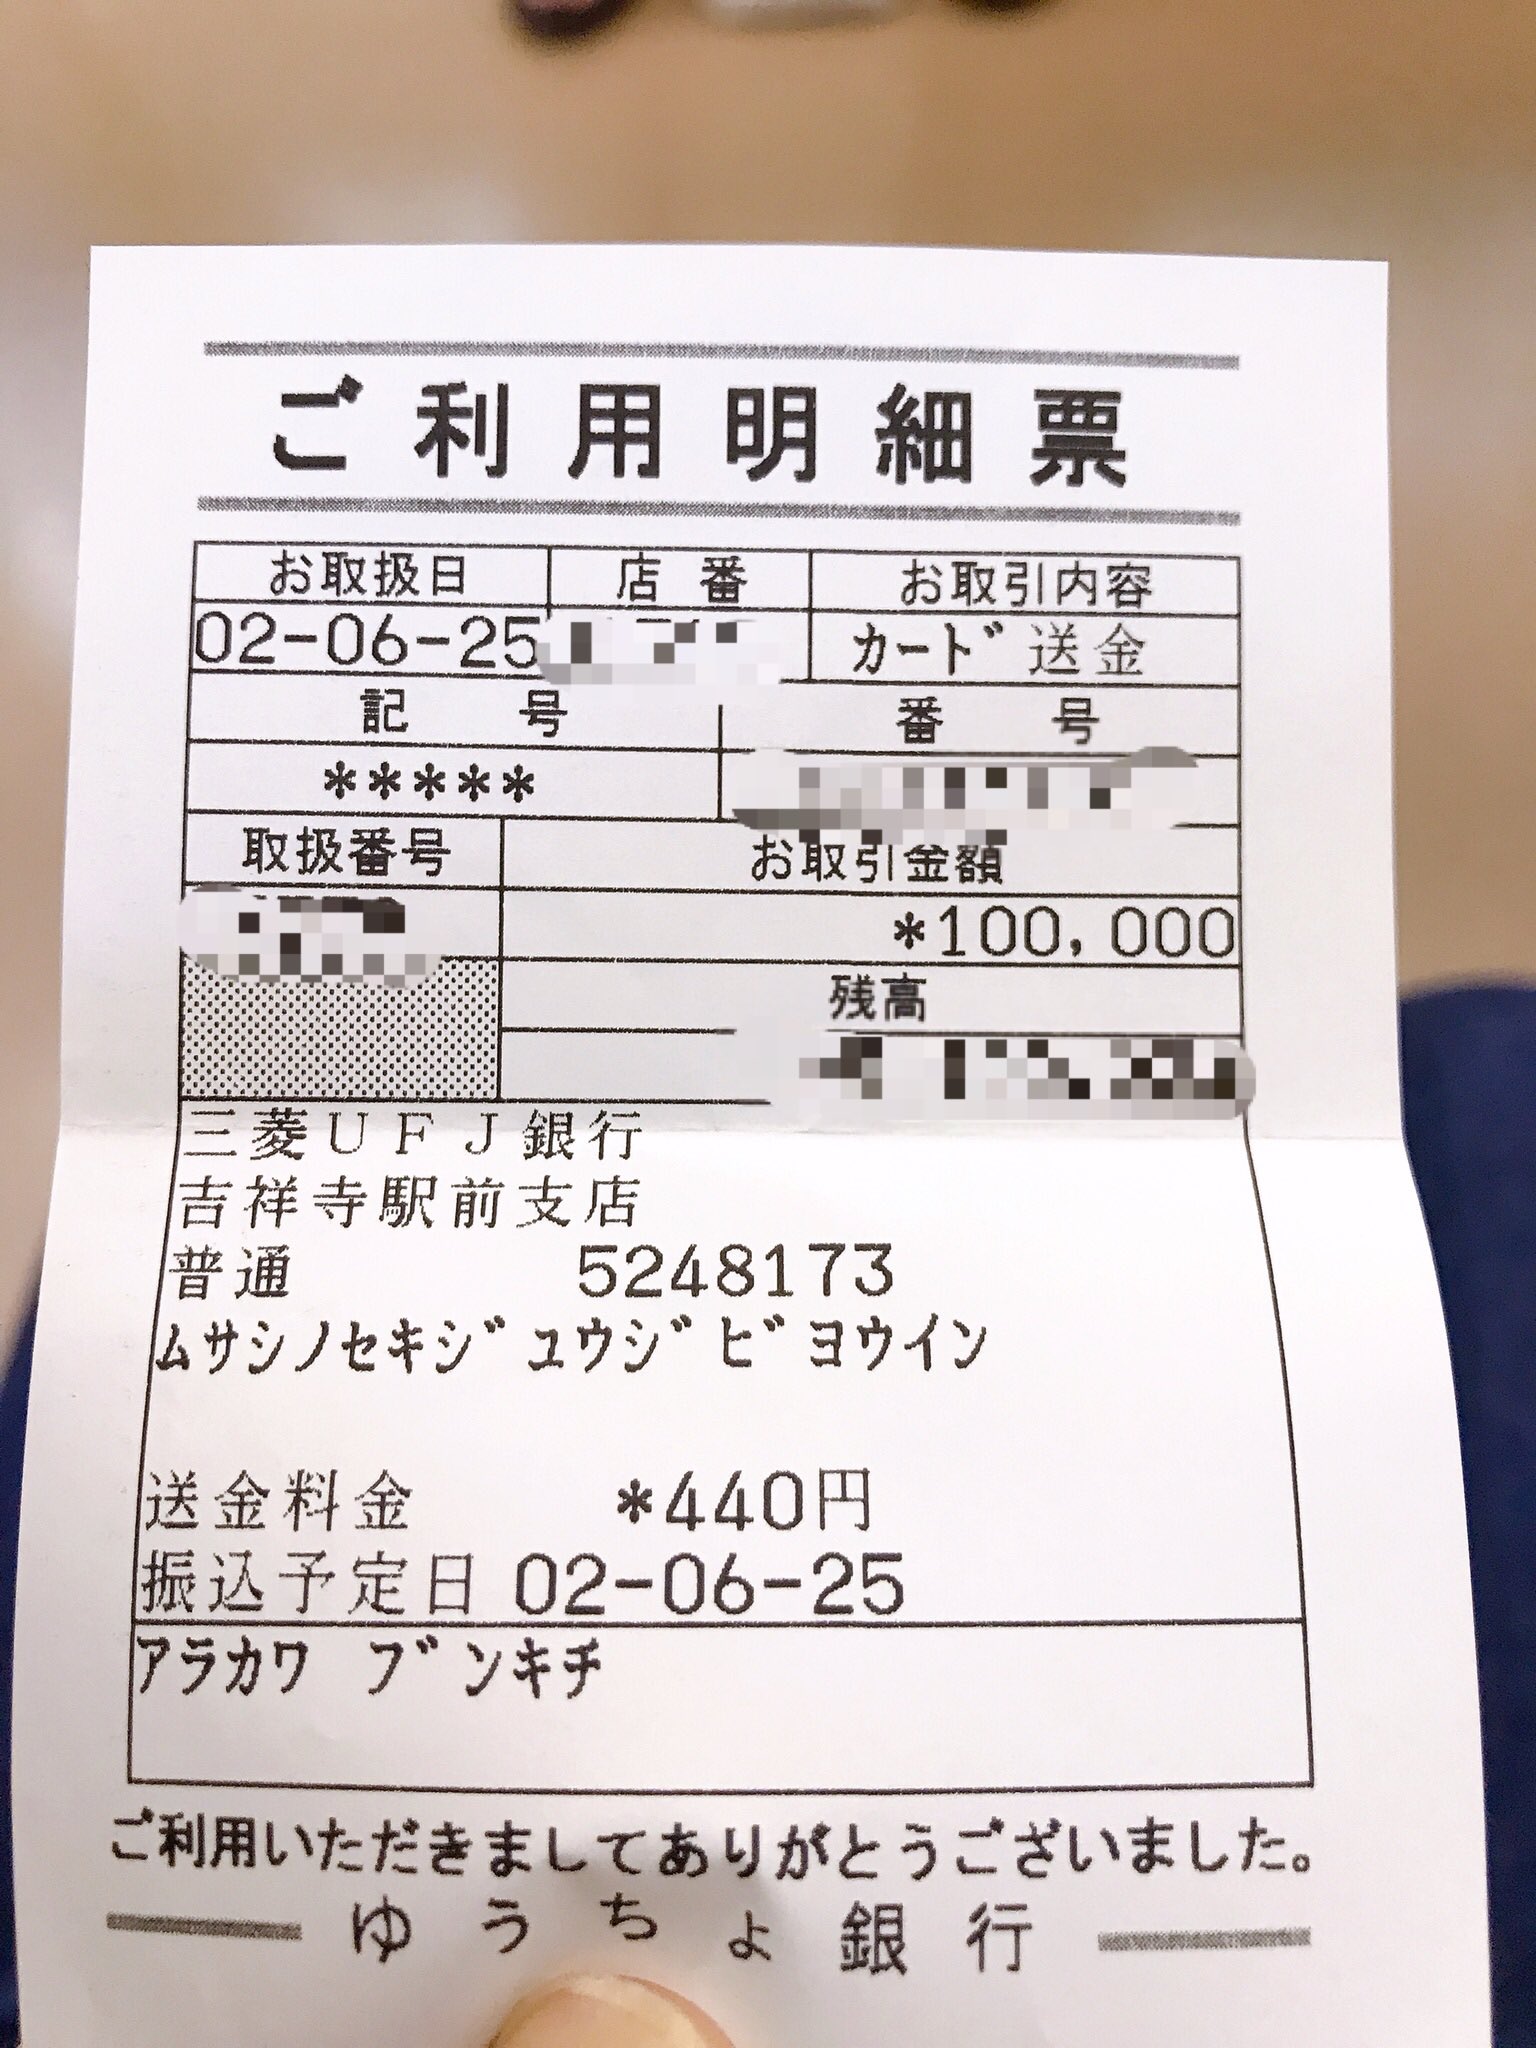 ご利用明細票
お取扱日 店番 お取引内容
02-06-25 カード送金
記号 番号
*****
取扱番号 お取引金額
*100,000
残高
三菱UFJ銀行
吉祥寺駅前支店
普通 5248173
ムサシノセキジユウジビヨウイン
送金料金 *440円
振込予定日 02-06-25
アラカワ ブンキチ
ご利用いただきましてありがとうございました。
ゆうちょ銀行